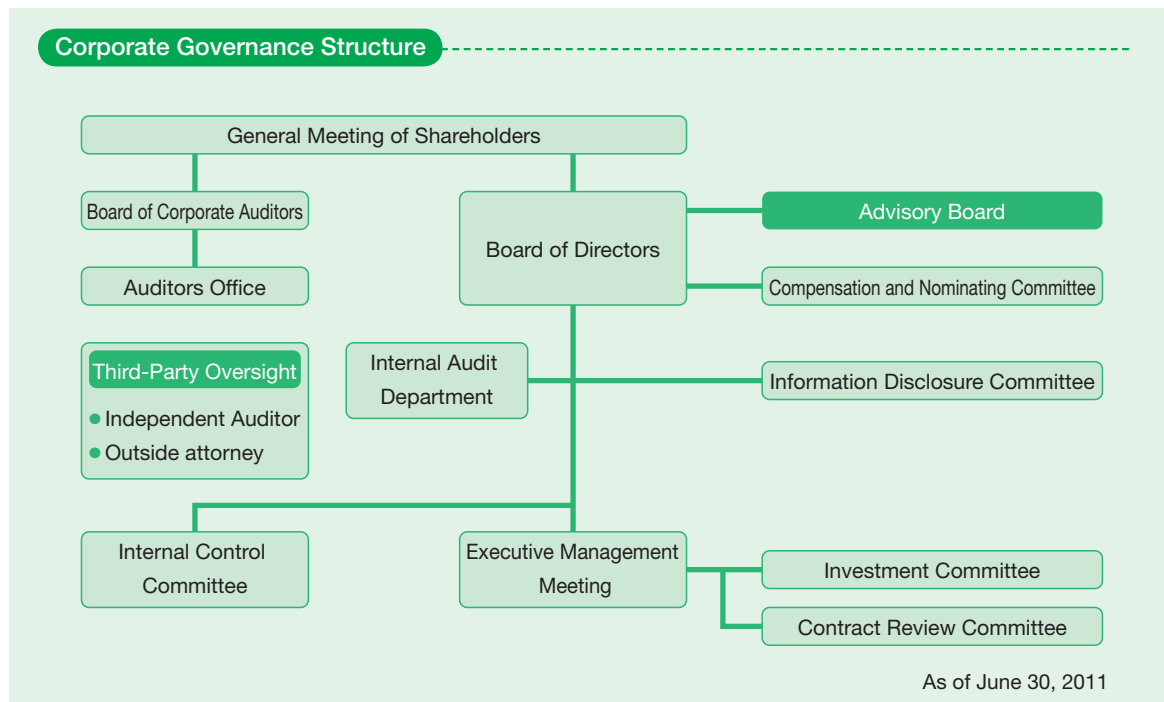 Corporate Governance Structure
General Meeting of Shareholders
Board of Corporate Auditors
Board of Directors
Advisory Board
Auditors Office
Compensation and Nominating Committee
Third-Party Oversight
● Independent Auditor
● Outside attorney
Internal Audit
Department
Information Disclosure Committee
Internal Control
Committee
Executive Management
Meeting
Investment Committee
Contract Review Committee
As of June 30, 2011